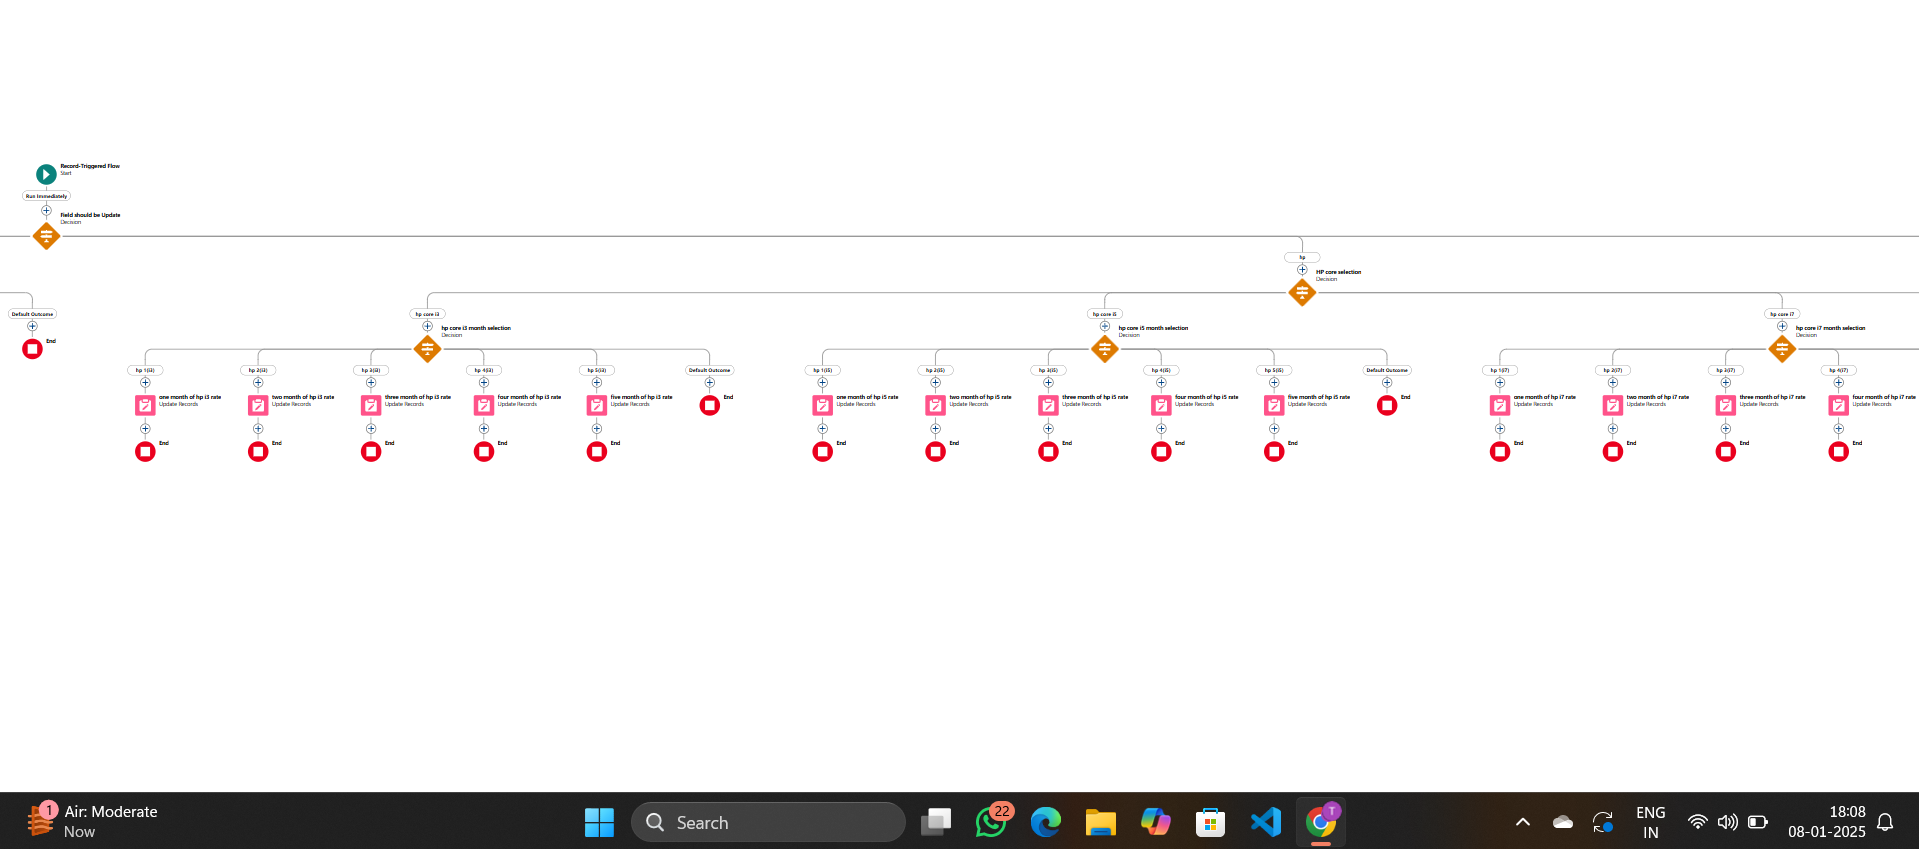 Record-Triggered Flow
Start
Run Immediately
Field should be Update
Decision
hp
HP core selection
Decision
Default Outcome
End
hp core i3
hp core i3 month selection
Decision
hp core i5
hp core i5 month selection
Decision
hp core i7
hp core i7 month selection
Decision
hp 1(i3)
hp 2(i3)
hp 3(i3)
hp 4(i3)
hp 5(i3)
Default Outcome
hp 1(i5)
hp 2(i5)
hp 3(i5)
hp 4(i5)
hp 5(i5)
Default Outcome
hp 1(i7)
hp 2(i7)
hp 3(i7)
hp 4(i7)
one month of hp i3 rate
Update Records
two month of hp i3 rate
Update Records
three month of hp i3 rate
Update Records
four month of hp i3 rate
Update Records
five month of hp i3 rate
Update Records
End
one month of hp i5 rate
Update Records
two month of hp i5 rate
Update Records
three month of hp i5 rate
Update Records
four month of hp i5 rate
Update Records
five month of hp i5 rate
Update Records
End
one month of hp i7 rate
Update Records
two month of hp i7 rate
Update Records
three month of hp i7 rate
Update Records
four month of hp i7 rate
Update Records
End
End
End
End
End
End
End
End
End
End
End
End
End
End
1
Air: Moderate
Now
Search
22
T
ENG
IN
18:08
08-01-2025